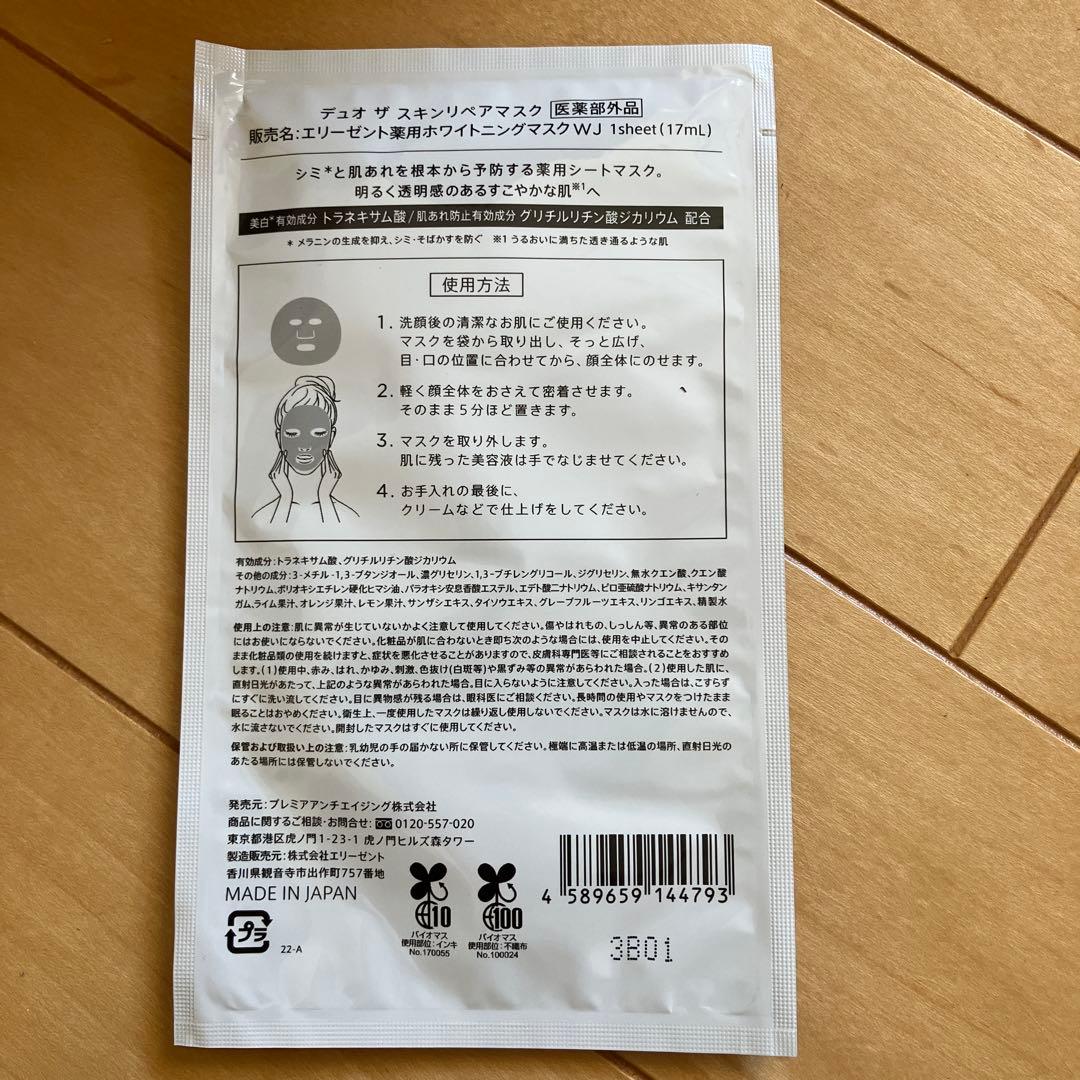 デュオ ザ スキンリペアマスク 医薬部外品
販売名:エリーゼント薬用ホワイトニングマスクWJ 1sheet(17mL)
シミ*と肌あれを根本から予防する薬用シートマスク。
明るく透明感のあるすこやかな肌※1へ
美白*有効成分 トラネキサム酸/肌あれ防止有効成分 グリチルリチン酸ジカリウム 配合
* メラニンの生成を抑え、シミ・そばかすを防ぐ ※1 うるおいに満ちた透き通るような肌
使用方法
1. 洗顔後の清潔なお肌にご使用ください。
マスクを袋から取り出し、そっと広げ、
目・口の位置に合わせてから、顔全体にのせます。
2. 軽く顔全体をおさえて密着させます。
そのまま5分ほど置きます。
3. マスクを取り外します。
肌に残った美容液は手でなじませてください。
4. お手入れの最後に、
クリームなどで仕上げをしてください。
有効成分:トラネキサム酸、グリチルリチン酸ジカリウム
その他の成分:3-メチル-1,3-ブタンジオール、濃グリセリン、1,3-ブチレングリコール、ジグリセリン、無水クエン酸、クエン酸
ナトリウム、ポリオキシエチレン硬化ヒマシ油、パラオキシ安息香酸エステル、エデト酸二ナトリウム、ピロ亜硫酸ナトリウム、キサンタン
ガム、ライム果汁、オレンジ果汁、レモン果汁、サンザシエキス、タイソウエキス、グレープフルーツエキス、リンゴエキス、精製水
使用上の注意:肌に異常が生じていないかよく注意して使用してください。傷やはれもの、しっしん等、異常のある部位
にはお使いにならないでください。化粧品が肌に合わないとき即ち次のような場合には、使用を中止してください。その
まま化粧品類の使用を続けますと、症状を悪化させることがありますので、皮膚科専門医等にご相談されることをおすすめ
します。(1)使用中、赤み、はれ、かゆみ、刺激、色抜け(白斑等)や黒ずみ等の異常があらわれた場合。(2)使用した肌に、
直射日光があたって、上記のような異常があらわれた場合。目に入らないように注意してください。入った場合は、こすらず
にすぐに洗い流してください。目に異物感が残る場合は、眼科医にご相談ください。長時間の使用やマスクをつけたまま
眠ることはおやめください。衛生上、一度使用したマスクは繰り返し使用しないでください。マスクは水に溶けませんので、
水に流さないでください。開封したマスクはすぐに使用してください。
保管および取扱い上の注意:乳幼児の手の届かない所に保管してください。極端に高温または低温の場所、直射日光の
あたる場所には保管しないでください。
発売元:プレミアアンチエイジング株式会社
商品に関するご相談・お問合せ:0120-557-020
東京都港区虎ノ門1-23-1 虎ノ門ヒルズ森タワー
製造販売元:株式会社エリーゼント
香川県観音寺市出作町757番地
MADE IN JAPAN
プラ
22-A
10
バイオマス
使用部位:インキ
No.170055
100
バイオマス
使用部位:不織布
No.100024
4 589659 144793
3B01